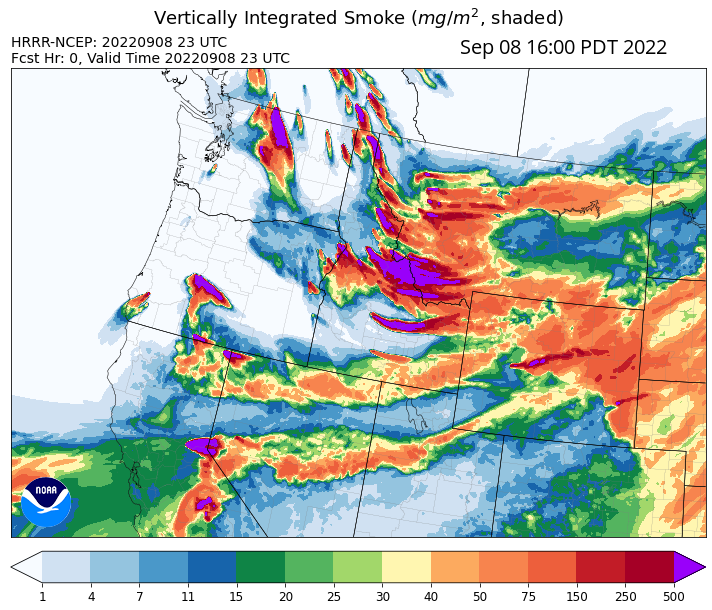 Vertically Integrated Smoke (mg/m², shaded)
HRRR-NCEP: 20220908 23 UTC
Sep 08 16:00 PDT 2022
Fcst Hr: 0, Valid Time 20220908 23 UTC
NOAA
1 4 7 11 15 20 25 30 40 50 75 150 250 500